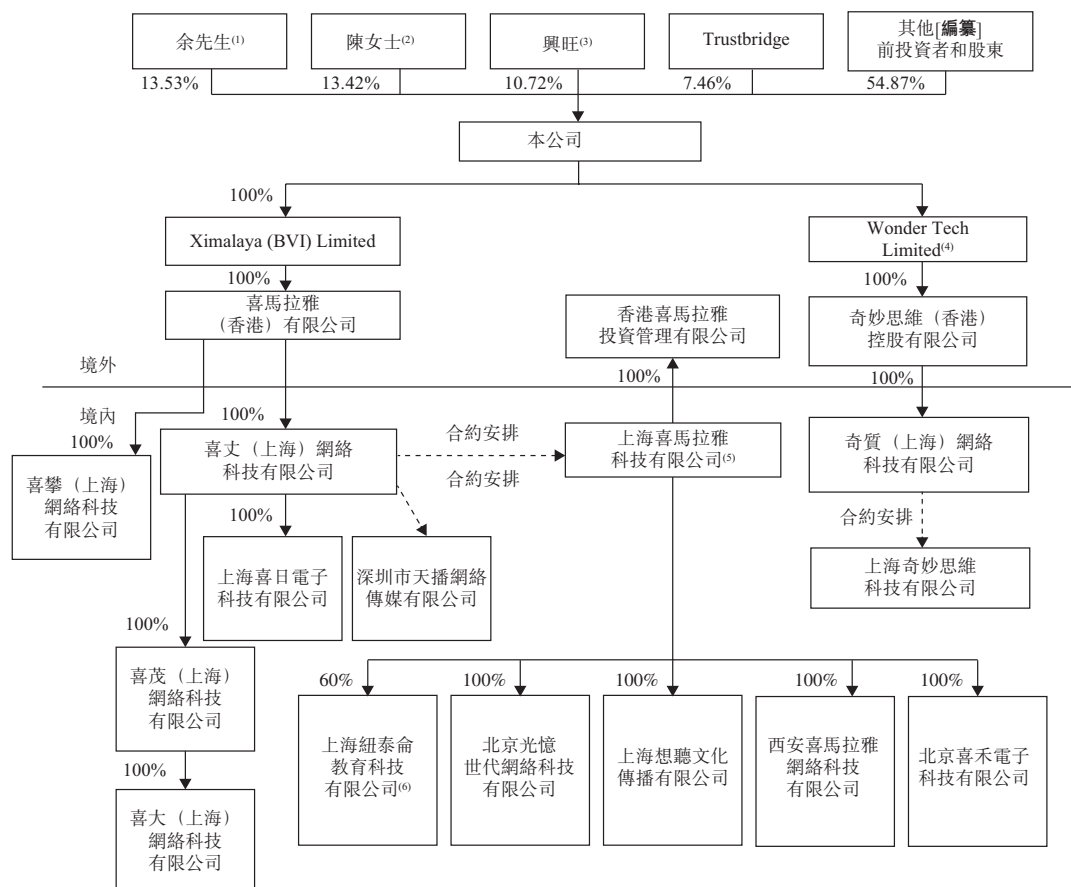 余先生(1)
陳女士(2)
興旺(3)
Trustbridge
其他[編纂]
前投資者和股東
13.53%
13.42%
10.72%
7.46%
54.87%
本公司
100%
100%
Ximalaya (BVI) Limited
Wonder Tech
Limited(4)
100%
100%
喜馬拉雅
（香港）有限公司
香港喜馬拉雅
投資管理有限公司
奇妙思維（香港）
控股有限公司
境外
100%
100%
境內
100%
100%
喜丈（上海）網絡
科技有限公司
合約安排
合約安排
上海喜馬拉雅
科技有限公司(5)
奇質（上海）網絡
科技有限公司
喜攀（上海）
網絡科技
有限公司
100%
合約安排
上海喜日電子
科技有限公司
深圳市天播網絡
傳媒有限公司
上海奇妙思維
科技有限公司
100%
喜茂（上海）
網絡科技
有限公司
60%
100%
100%
100%
100%
上海紐泰侖
教育科技
有限公司(6)
北京光憶
世代網絡科技
有限公司
上海想聽文化
傳播有限公司
西安喜馬拉雅
網絡科技
有限公司
北京喜禾電子
科技有限公司
100%
喜大（上海）
網絡科技
有限公司